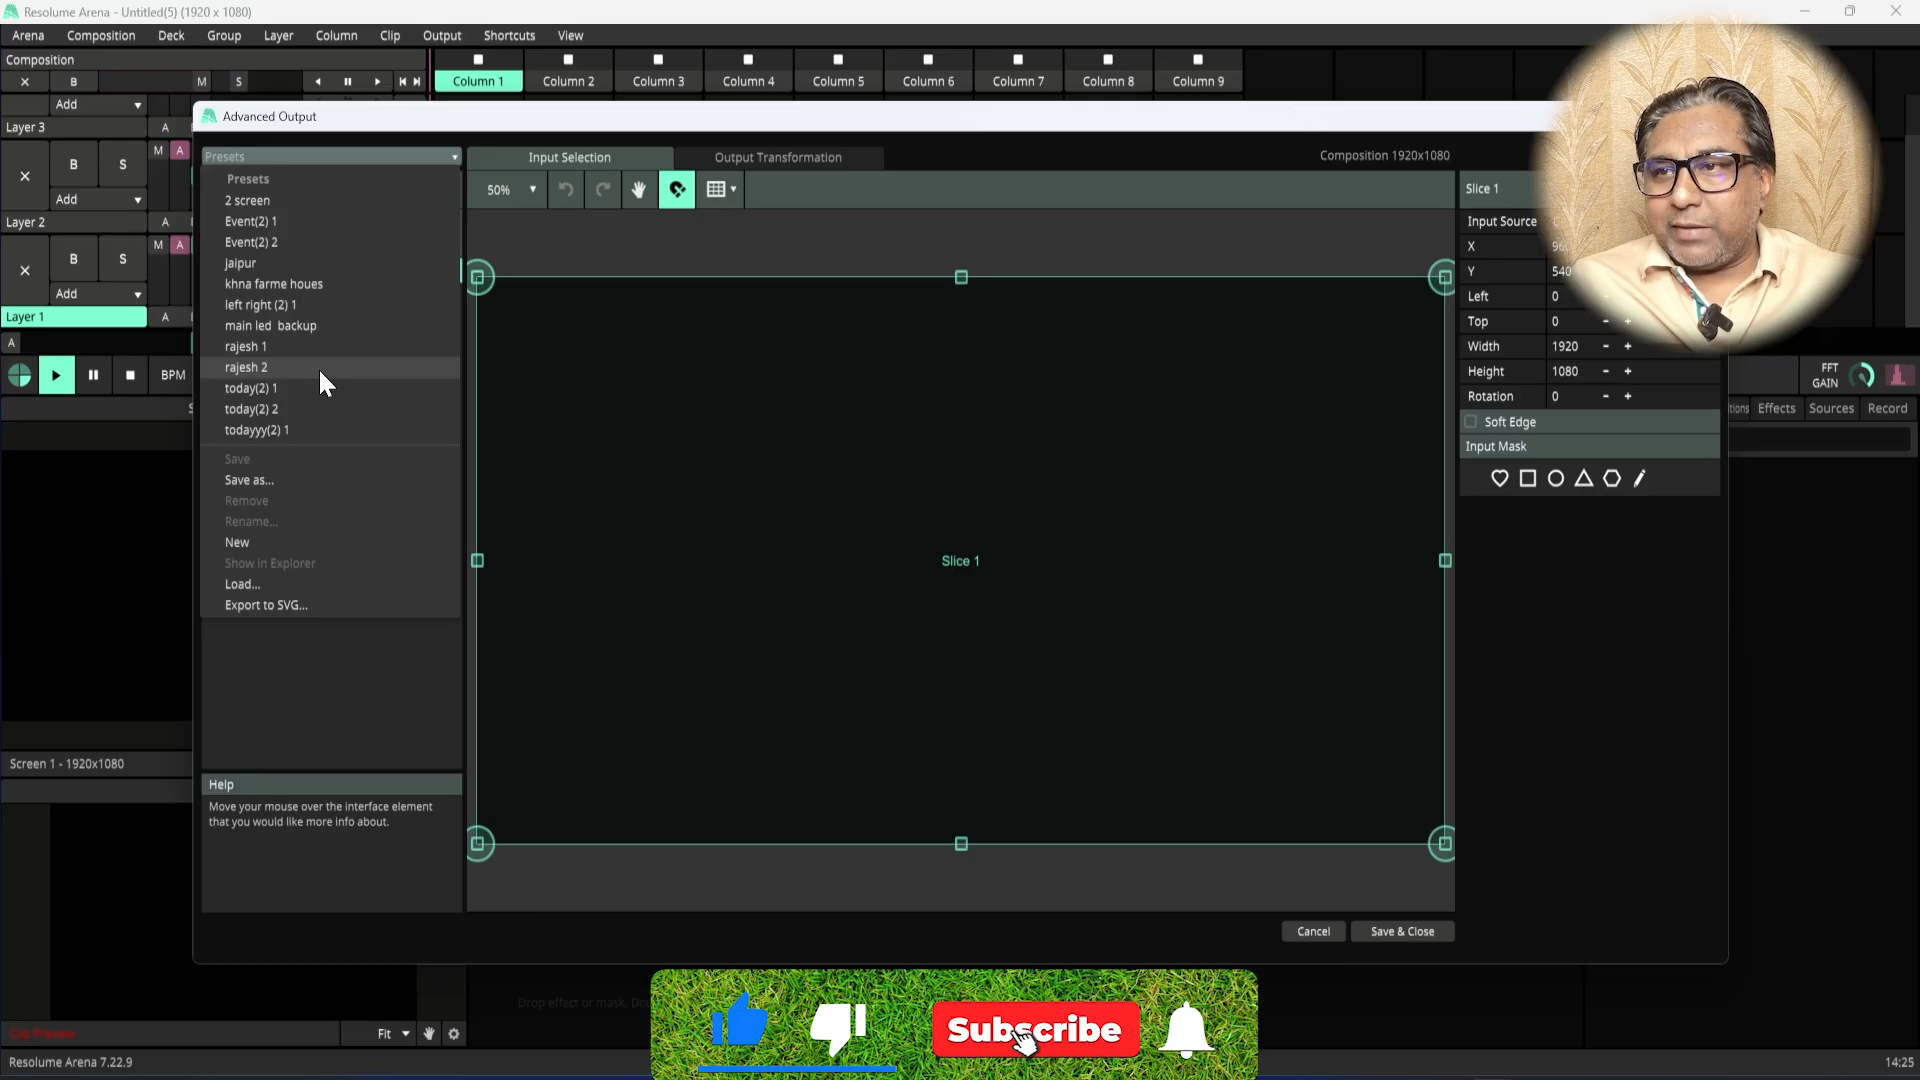 Resolume Arena - Untitled(5) (1920 x 1080)
Arena Composition Deck Group Layer Column Clip Output Shortcuts View
Composition
X B M S
Column 1 Column 2 Column 3 Column 4 Column 5 Column 6 Column 7 Column 8 Column 9
Add
Layer 3 A
Advanced Output
B S M A
Add
Layer 2 A
B S M A
Add
Layer 1 A
A
BPM
Presets
Presets
2 screen
Event(2) 1
Event(2) 2
jaipur
khna farme houes
left right (2) 1
main led backup
rajesh 1
rajesh 2
today(2) 1
today(2) 2
todayyy(2) 1
Save
Save as...
Remove
Rename...
New
Show in Explorer
Load...
Export to SVG...
Input Selection Output Transformation Composition 1920x1080
50%
Slice 1
Slice 1
Input Source
X
Y 540
Left 0
Top 0 - +
Width 1920 - +
Height 1080 - +
Rotation 0 - +
Soft Edge
Input Mask
FFT
GAIN
Effects Sources Record
Screen 1 - 1920x1080
Help
Move your mouse over the interface element
that you would like more info about.
Cancel Save & Close
Drop effect or mask.
Subscribe
Clip Preview
Fit
Resolume Arena 7.22.9
14:25